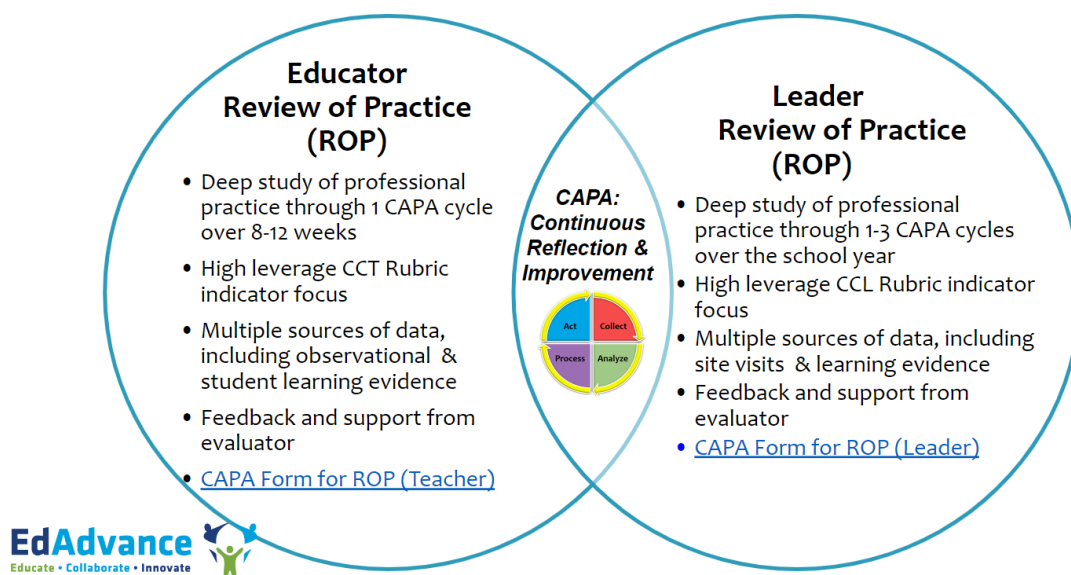 Educator
Review of Practice
(ROP)
• Deep study of professional
practice through 1 CAPA cycle
over 8-12 weeks
• High leverage CCT Rubric
indicator focus
• Multiple sources of data,
including observational & 
student learning evidence
• Feedback and support from
evaluator
• CAPA Form for ROP (Teacher)
CAPA:
Continuous
Reflection &
Improvement
Act
Collect
Process
Analyze
Leader
Review of Practice
(ROP)
• Deep study of professional
practice through 1-3 CAPA cycles
over the school year
• High leverage CCL Rubric indicator
focus
• Multiple sources of data, including
site visits & learning evidence
• Feedback and support from
evaluator
• CAPA Form for ROP (Leader)
EdAdvance
Educate • Collaborate • Innovate